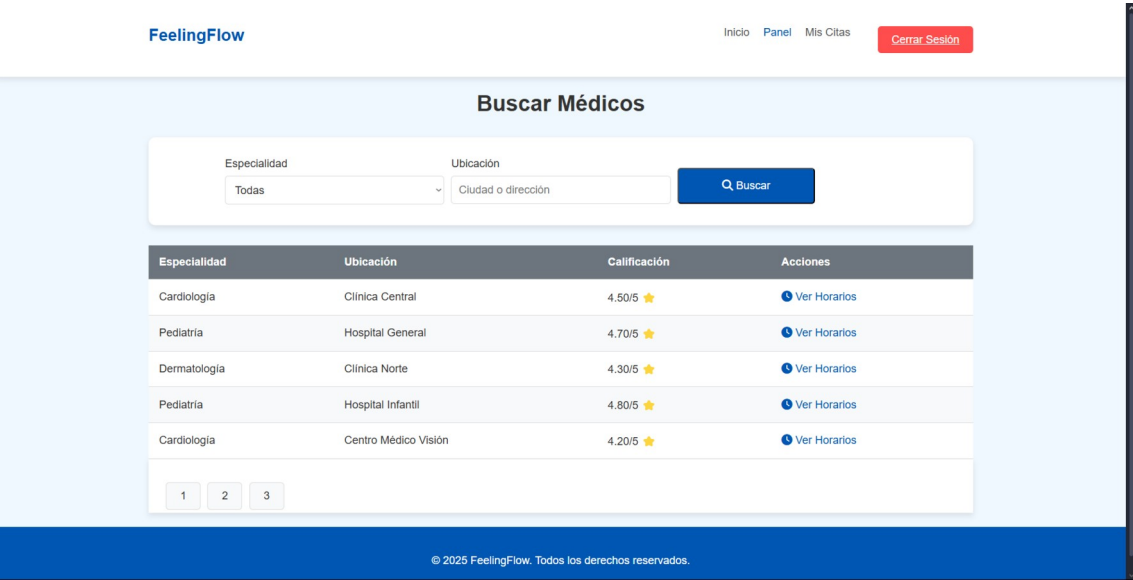 FeelingFlow
Inicio Panel Mis Citas Cerrar Sesión
Buscar Médicos
Especialidad Ubicación
Todas Ciudad o dirección Buscar
Especialidad Ubicación Calificación Acciones
Cardiología Clínica Central 4.50/5 Ver Horarios
Pediatría Hospital General 4.70/5 Ver Horarios
Dermatología Clínica Norte 4.30/5 Ver Horarios
Pediatría Hospital Infantil 4.80/5 Ver Horarios
Cardiología Centro Médico Visión 4.20/5 Ver Horarios
1 2 3
© 2025 FeelingFlow. Todos los derechos reservados.